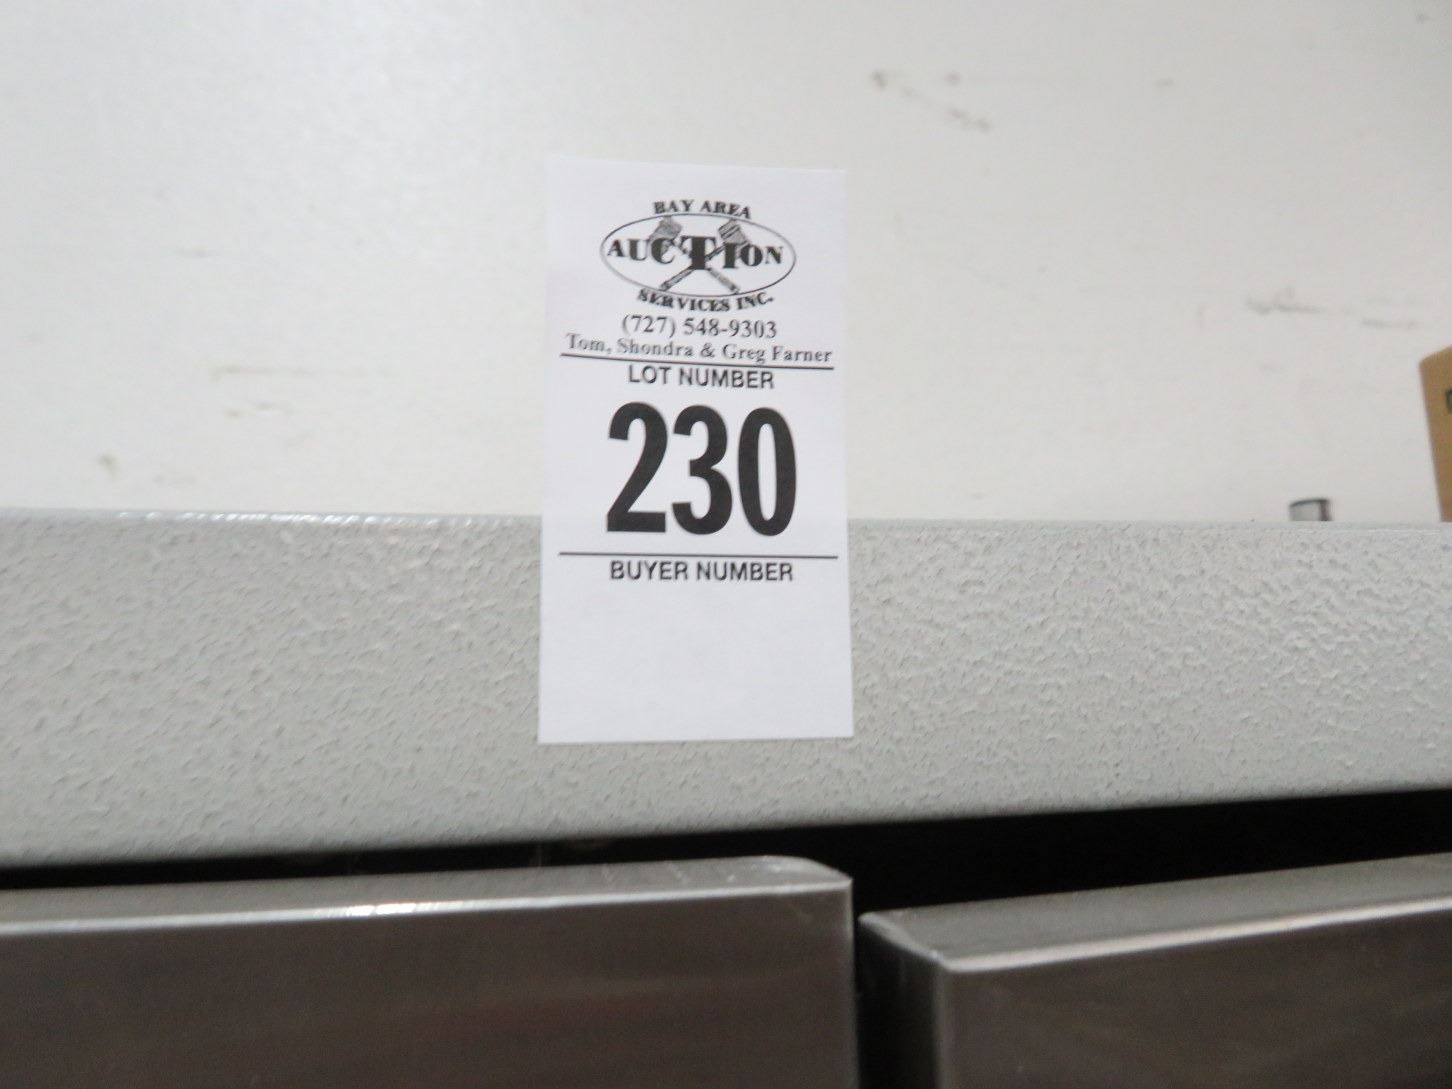 BAY AREA
AUCTION
SERVICES INC.
(727) 548-9303
Tom, Shondra & Greg Farner
LOT NUMBER
230
BUYER NUMBER